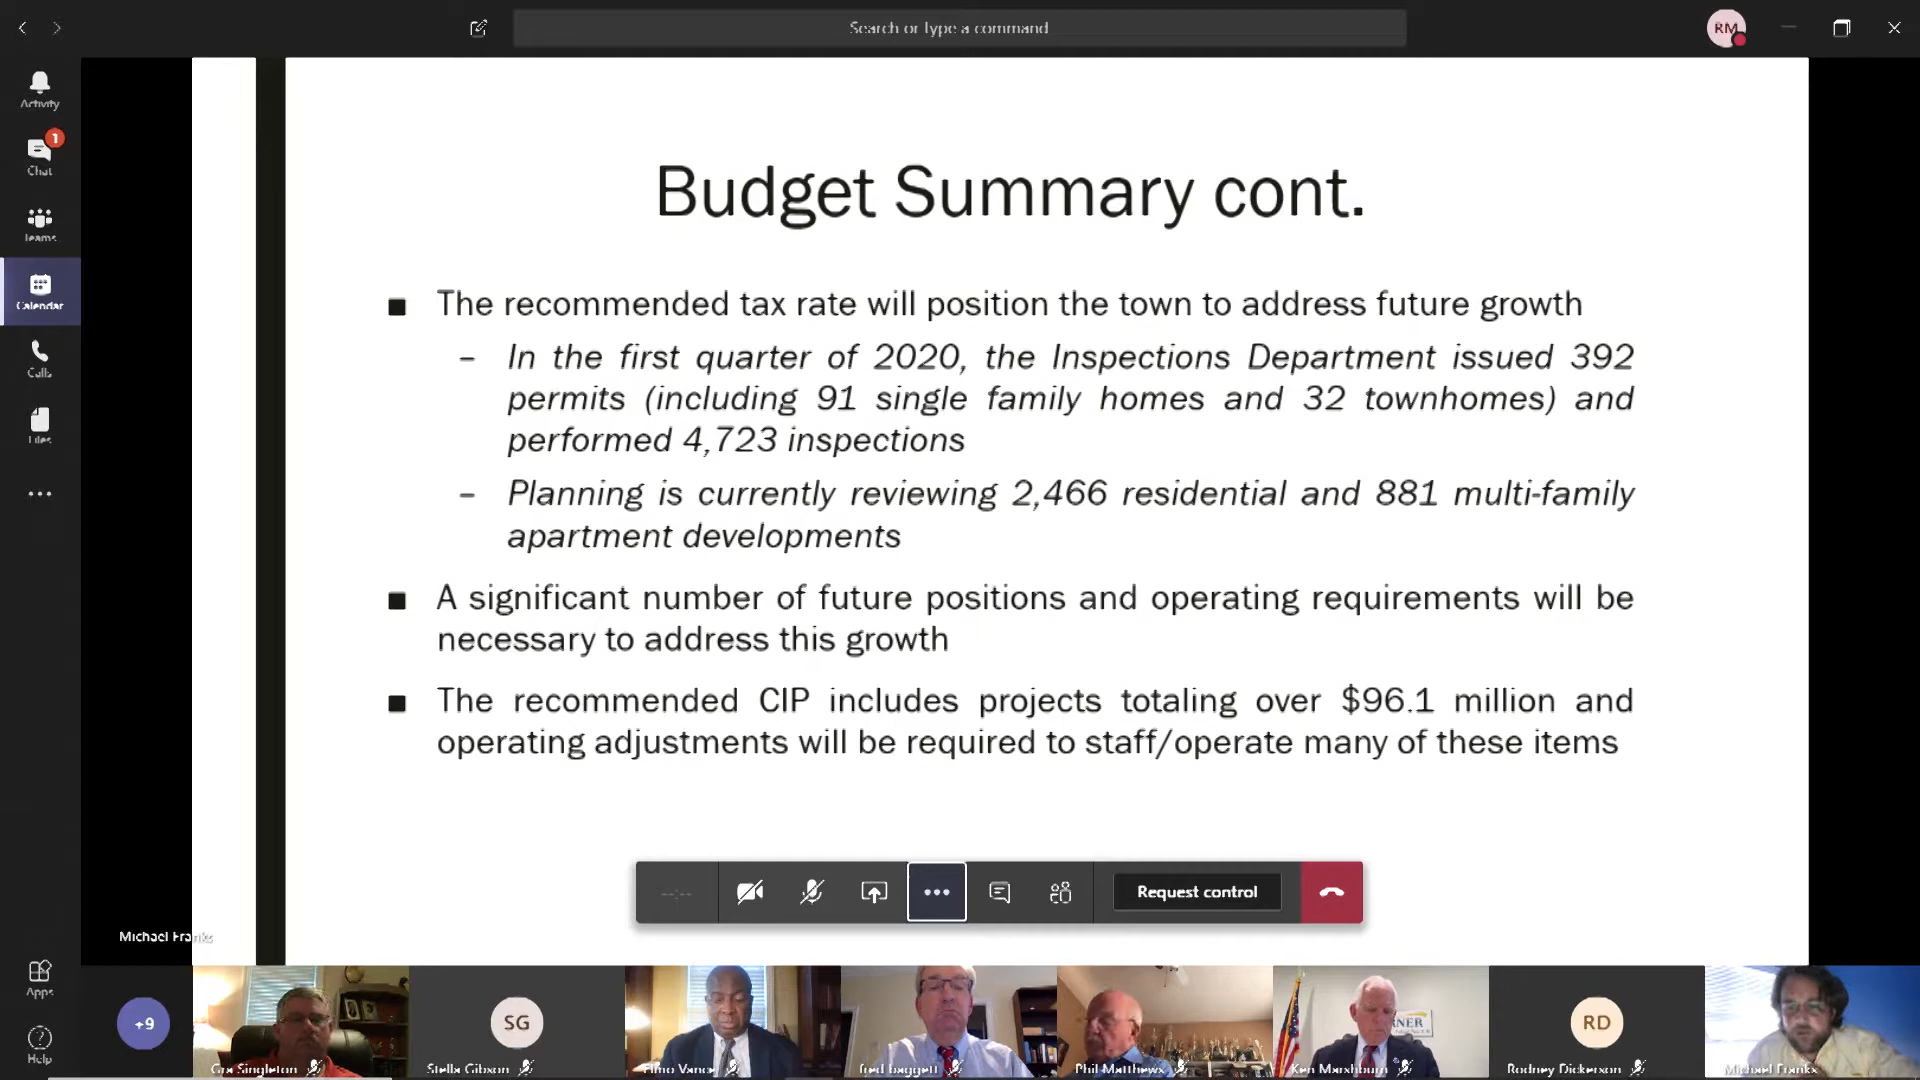 Search or type a command
RM
Activity
1
Chat
Teams
Calendar
Calls
Files
Budget Summary cont.
■ The recommended tax rate will position the town to address future growth
– In the first quarter of 2020, the Inspections Department issued 392
permits (including 91 single family homes and 32 townhomes) and
performed 4,723 inspections
– Planning is currently reviewing 2,466 residential and 881 multi-family
apartment developments
■ A significant number of future positions and operating requirements will be
necessary to address this growth
■ The recommended CIP includes projects totaling over $96.1 million and
operating adjustments will be required to staff/operate many of these items
Request control
Michael Franks
Apps
Help
+9
SG
RD
Gra Singleton
Stella Gibson
Elmo Vance
fred baggett
Phil Matthews
Ken Marshburn
Rodney Dickerson
Michael Franks